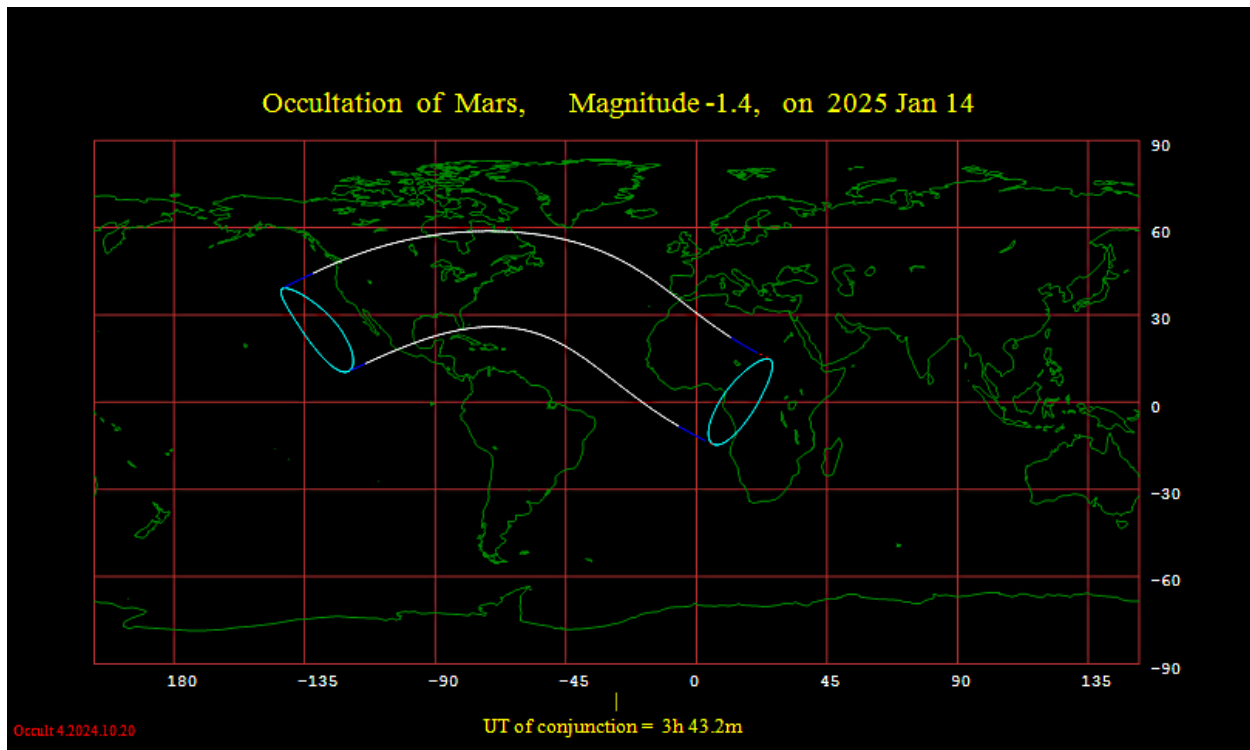 Occultation of Mars, Magnitude -1.4, on 2025 Jan 14
90
60
30
0
-30
-60
-90
180 -135 -90 -45 0 45 90 135
UT of conjunction = 3h 43.2m
Occult 4.2024.10.20